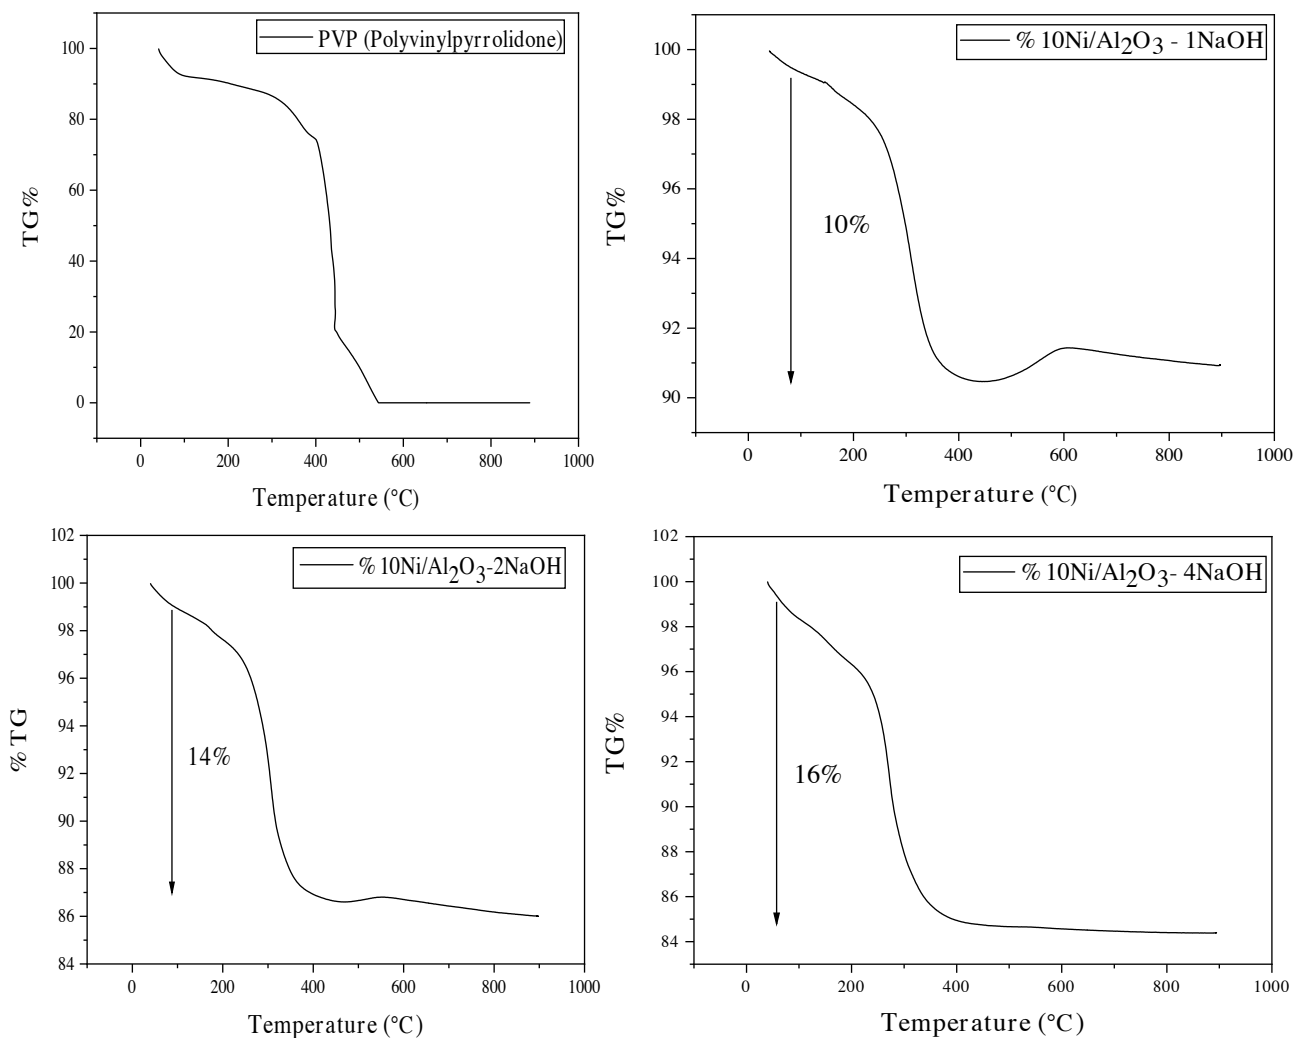 PVP (Polyvinylpyrrolidone)
100
80
60
40
20
0
TG%
0 200 400 600 800 1000
Temperature (°C)
% 10Ni/Al2O3 - 1NaOH
100
98
96
94
92
90
TG%
10%
0 200 400 600 800 1000
Temperature (°C)
102
100
98
96
94
92
90
88
86
84
% TG
% 10Ni/Al2O3-2NaOH
14%
0 200 400 600 800 1000
Temperature (°C)
102
100
98
96
94
92
90
88
86
84
TG%
% 10Ni/Al2O3- 4NaOH
16%
0 200 400 600 800 1000
Temperature (°C)